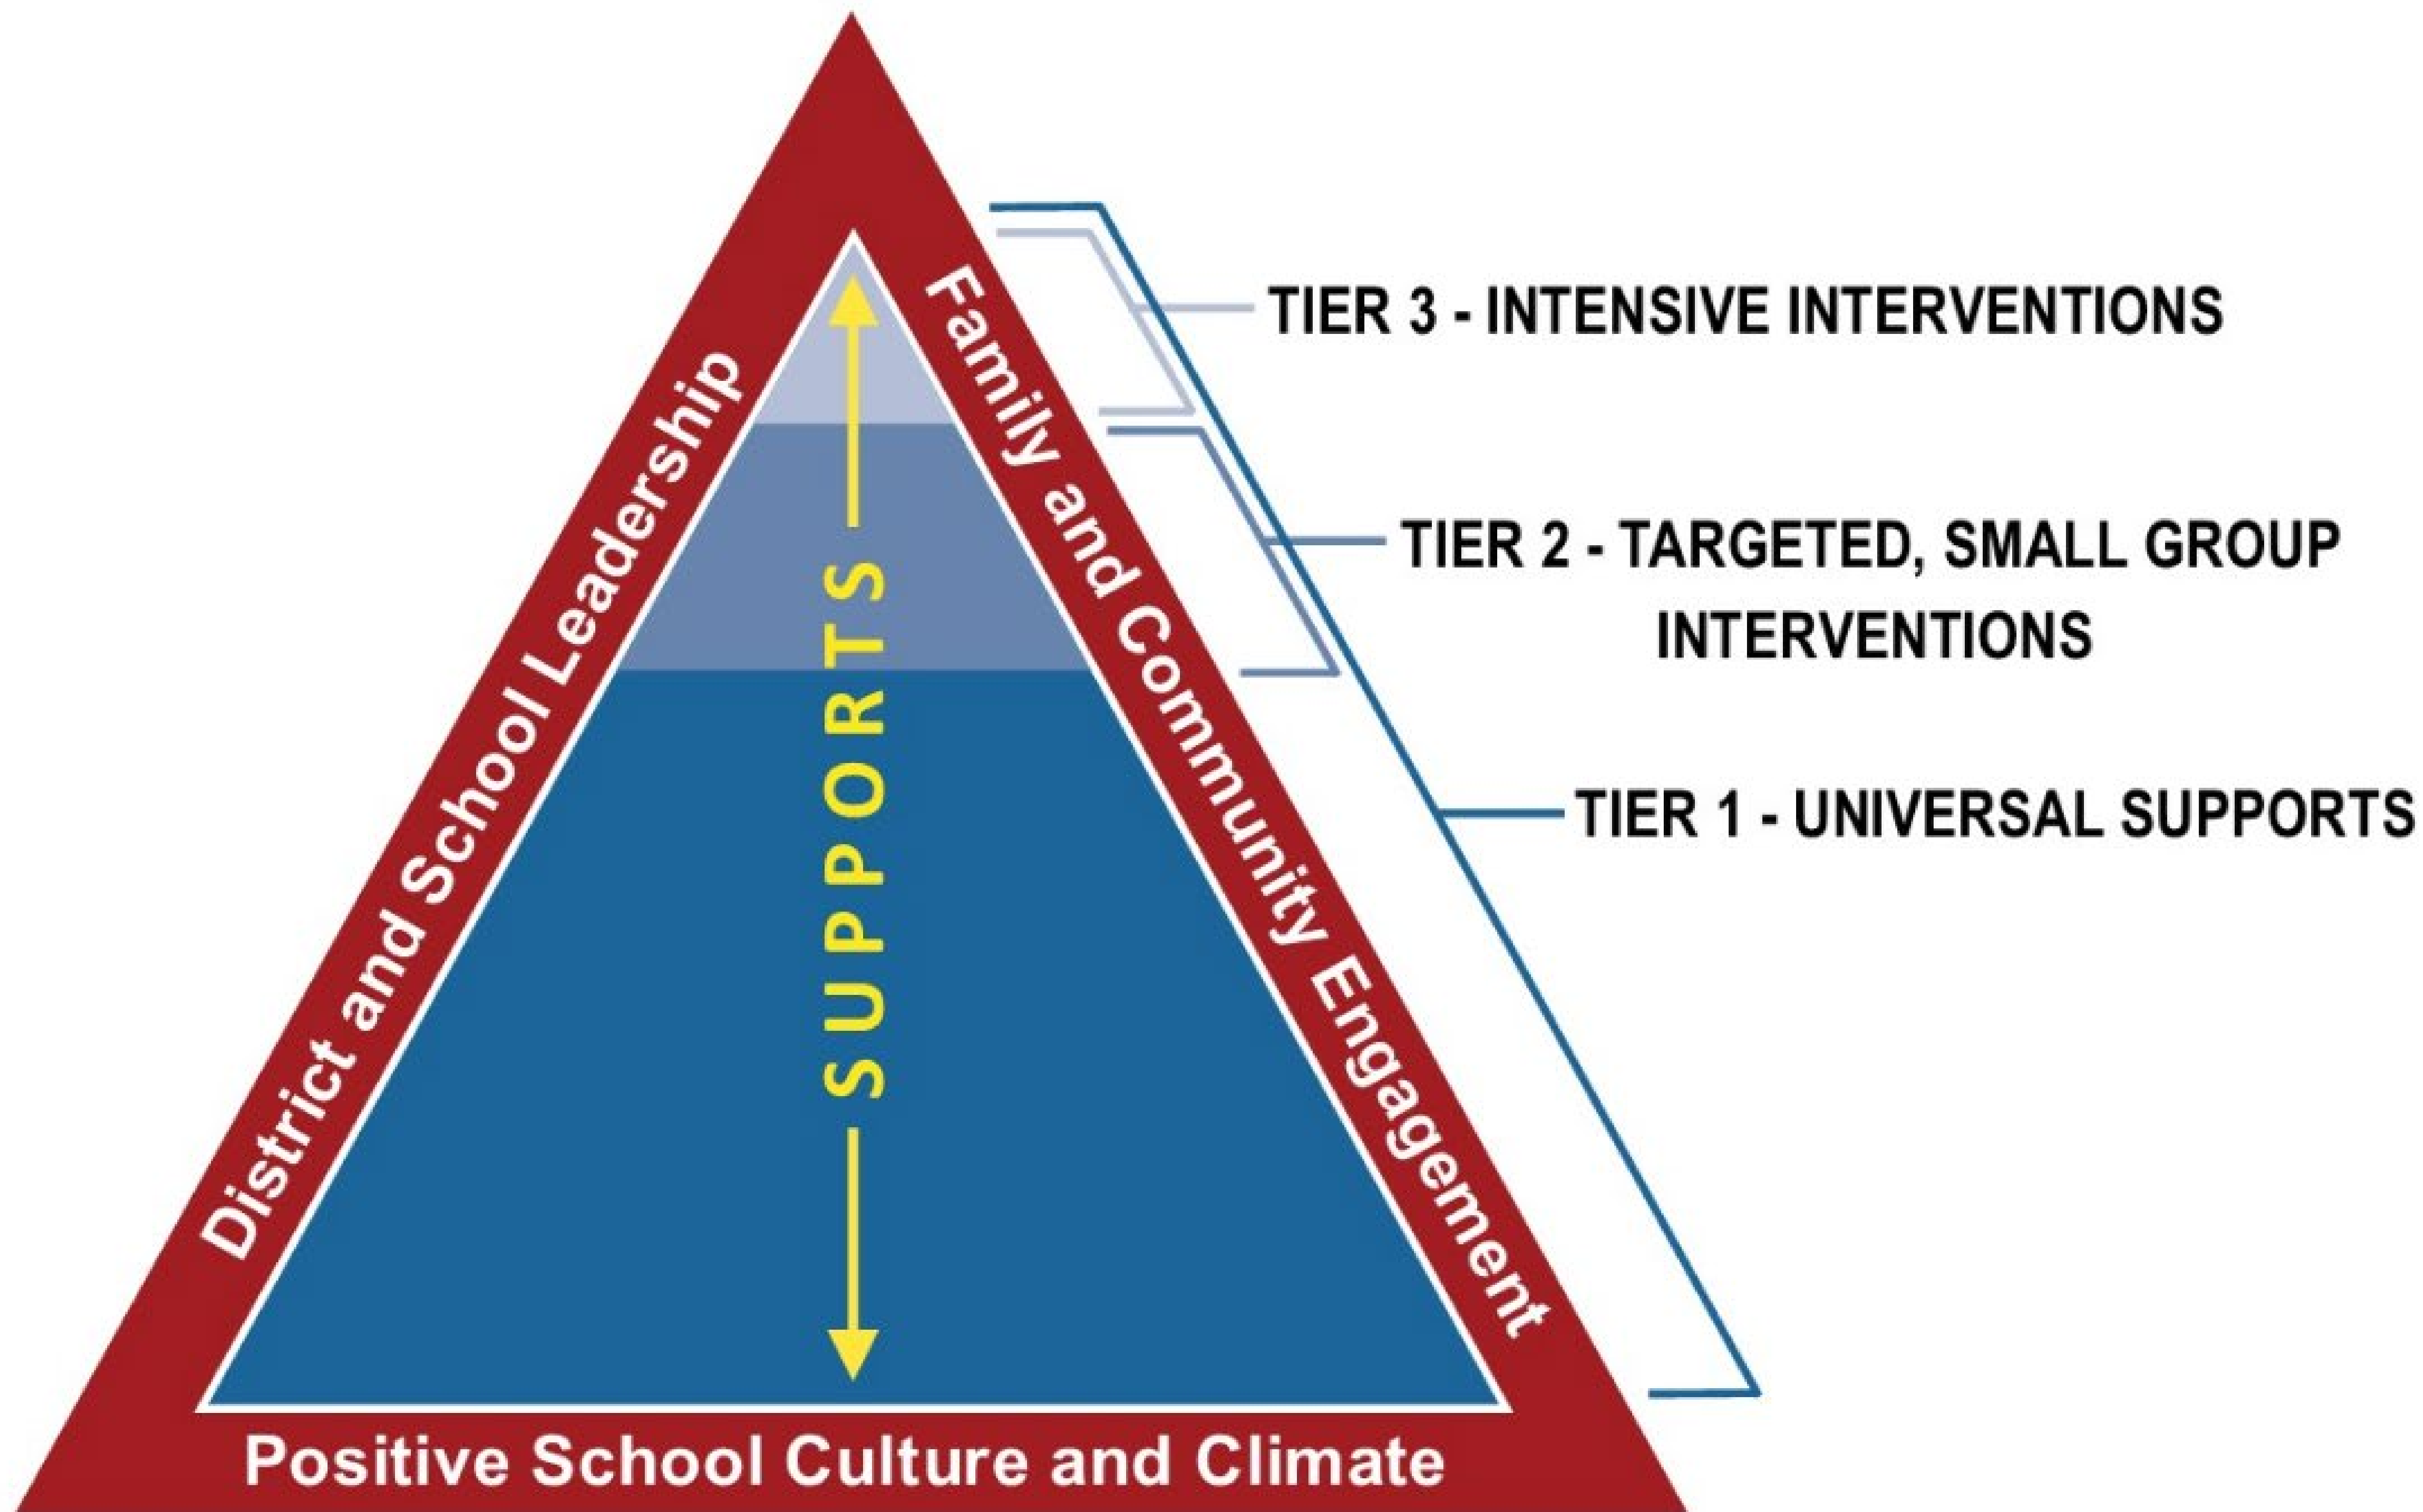 District and School Leadership
Family and Community Engagement
SUPPORTS
Positive School Culture and Climate
TIER 3 - INTENSIVE INTERVENTIONS
TIER 2 - TARGETED, SMALL GROUP
INTERVENTIONS
TIER 1 - UNIVERSAL SUPPORTS